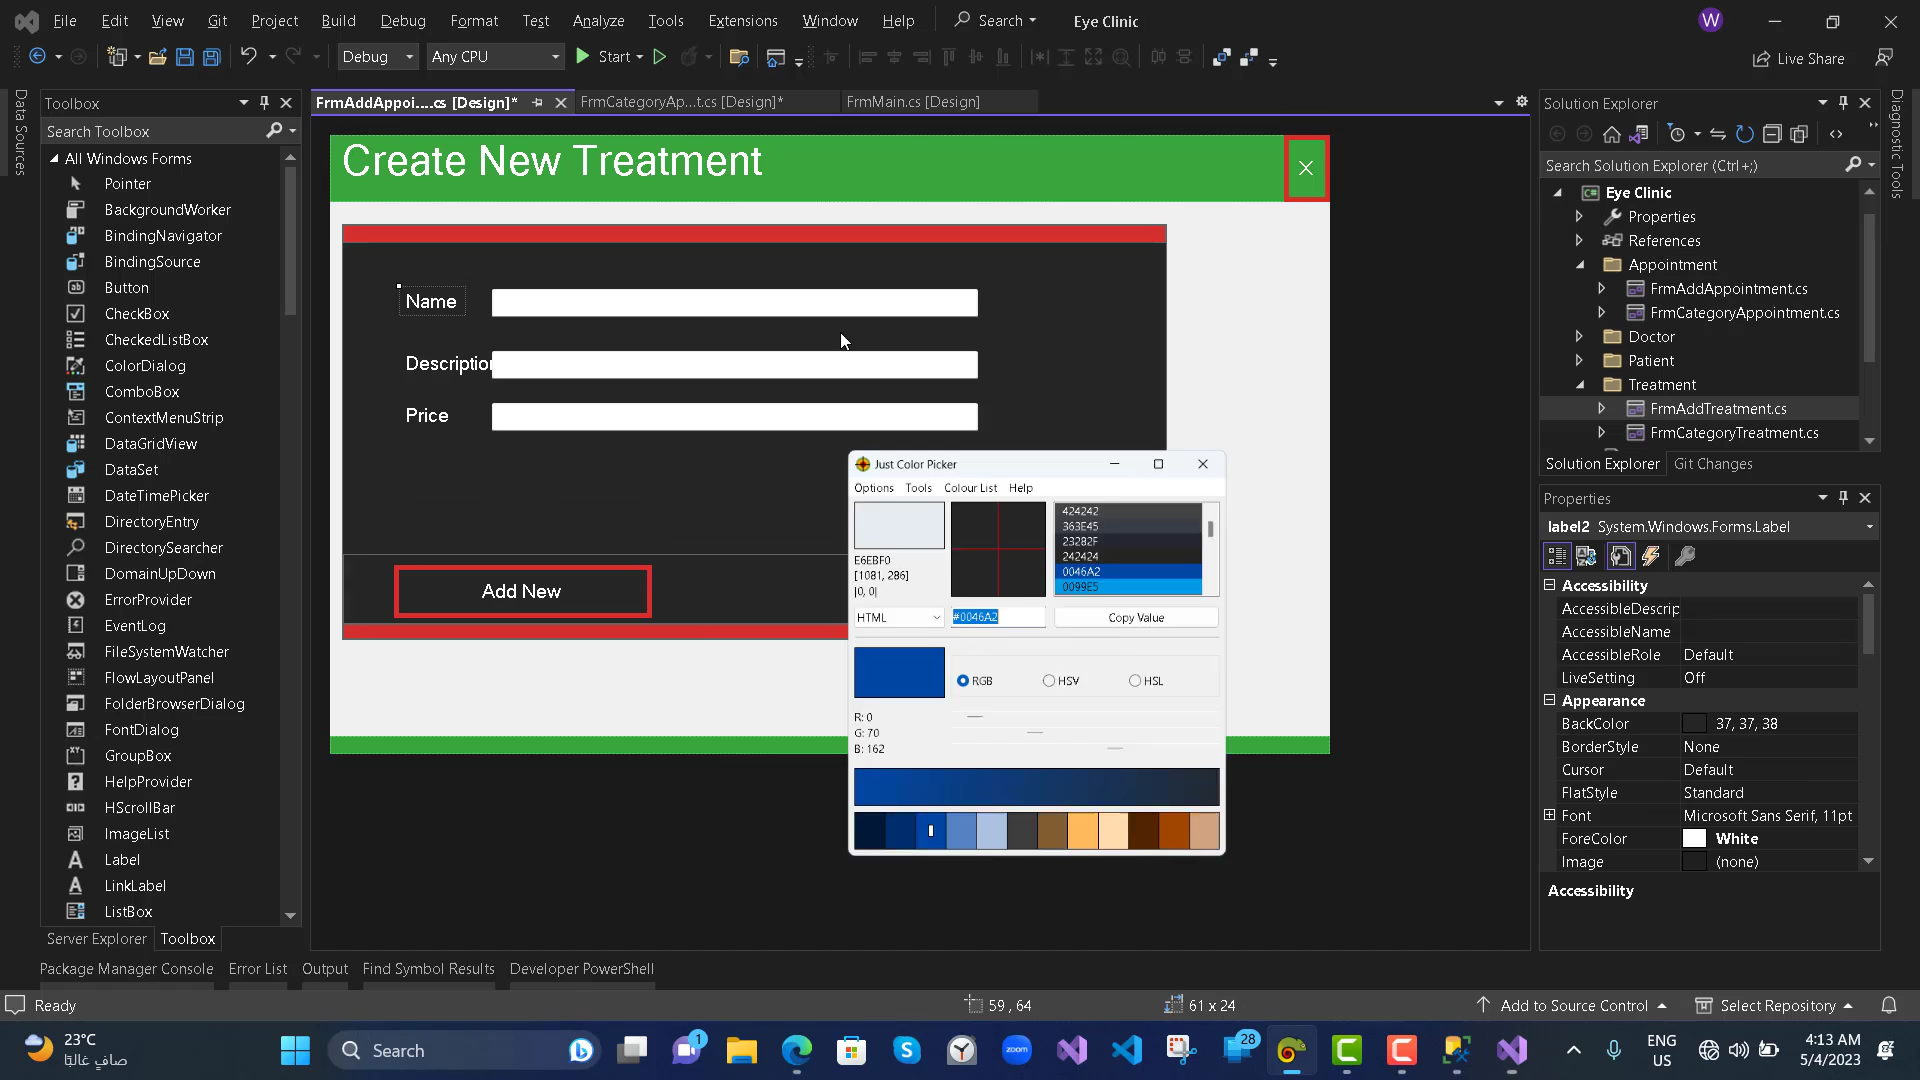 File Edit View Git Project Build Debug Format Test Analyze Tools Extensions Window Help Search Eye Clinic W
Debug Any CPU Start Live Share
Data Sources
Toolbox
Search Toolbox
All Windows Forms
Pointer
BackgroundWorker
BindingNavigator
BindingSource
Button
CheckBox
CheckedListBox
ColorDialog
ComboBox
ContextMenuStrip
DataGridView
DataSet
DateTimePicker
DirectoryEntry
DirectorySearcher
DomainUpDown
ErrorProvider
EventLog
FileSystemWatcher
FlowLayoutPanel
FolderBrowserDialog
FontDialog
GroupBox
HelpProvider
HScrollBar
ImageList
Label
LinkLabel
ListBox
Server Explorer Toolbox
FrmAddAppoi....cs [Design]* FrmCategoryAp...t.cs [Design]* FrmMain.cs [Design]
Create New Treatment
Name
Description
Price
Add New
Just Color Picker
Options Tools Colour List Help
E6EBF0
[1081, 286]
|0, 0|
424242
363E45
232B2F
242424
0046A2
0099E5
HTML #0046A2 Copy Value
RGB HSV HSL
R: 0
G: 70
B: 162
Solution Explorer
Search Solution Explorer (Ctrl+;)
Eye Clinic
Properties
References
Appointment
FrmAddAppointment.cs
FrmCategoryAppointment.cs
Doctor
Patient
Treatment
FrmAddTreatment.cs
FrmCategoryTreatment.cs
Solution Explorer Git Changes
Diagnostic Tools
Properties
label2 System.Windows.Forms.Label
Accessibility
AccessibleDescrip
AccessibleName
AccessibleRole Default
LiveSetting Off
Appearance
BackColor 37, 37, 38
BorderStyle None
Cursor Default
FlatStyle Standard
Font Microsoft Sans Serif, 11pt
ForeColor White
Image (none)
Accessibility
Package Manager Console Error List Output Find Symbol Results Developer PowerShell
Ready 59 , 64 61 x 24 Add to Source Control Select Repository
23°C
صافٍ غالبًا
Search 1 zoom 28
ENG
US
4:13 AM
5/4/2023